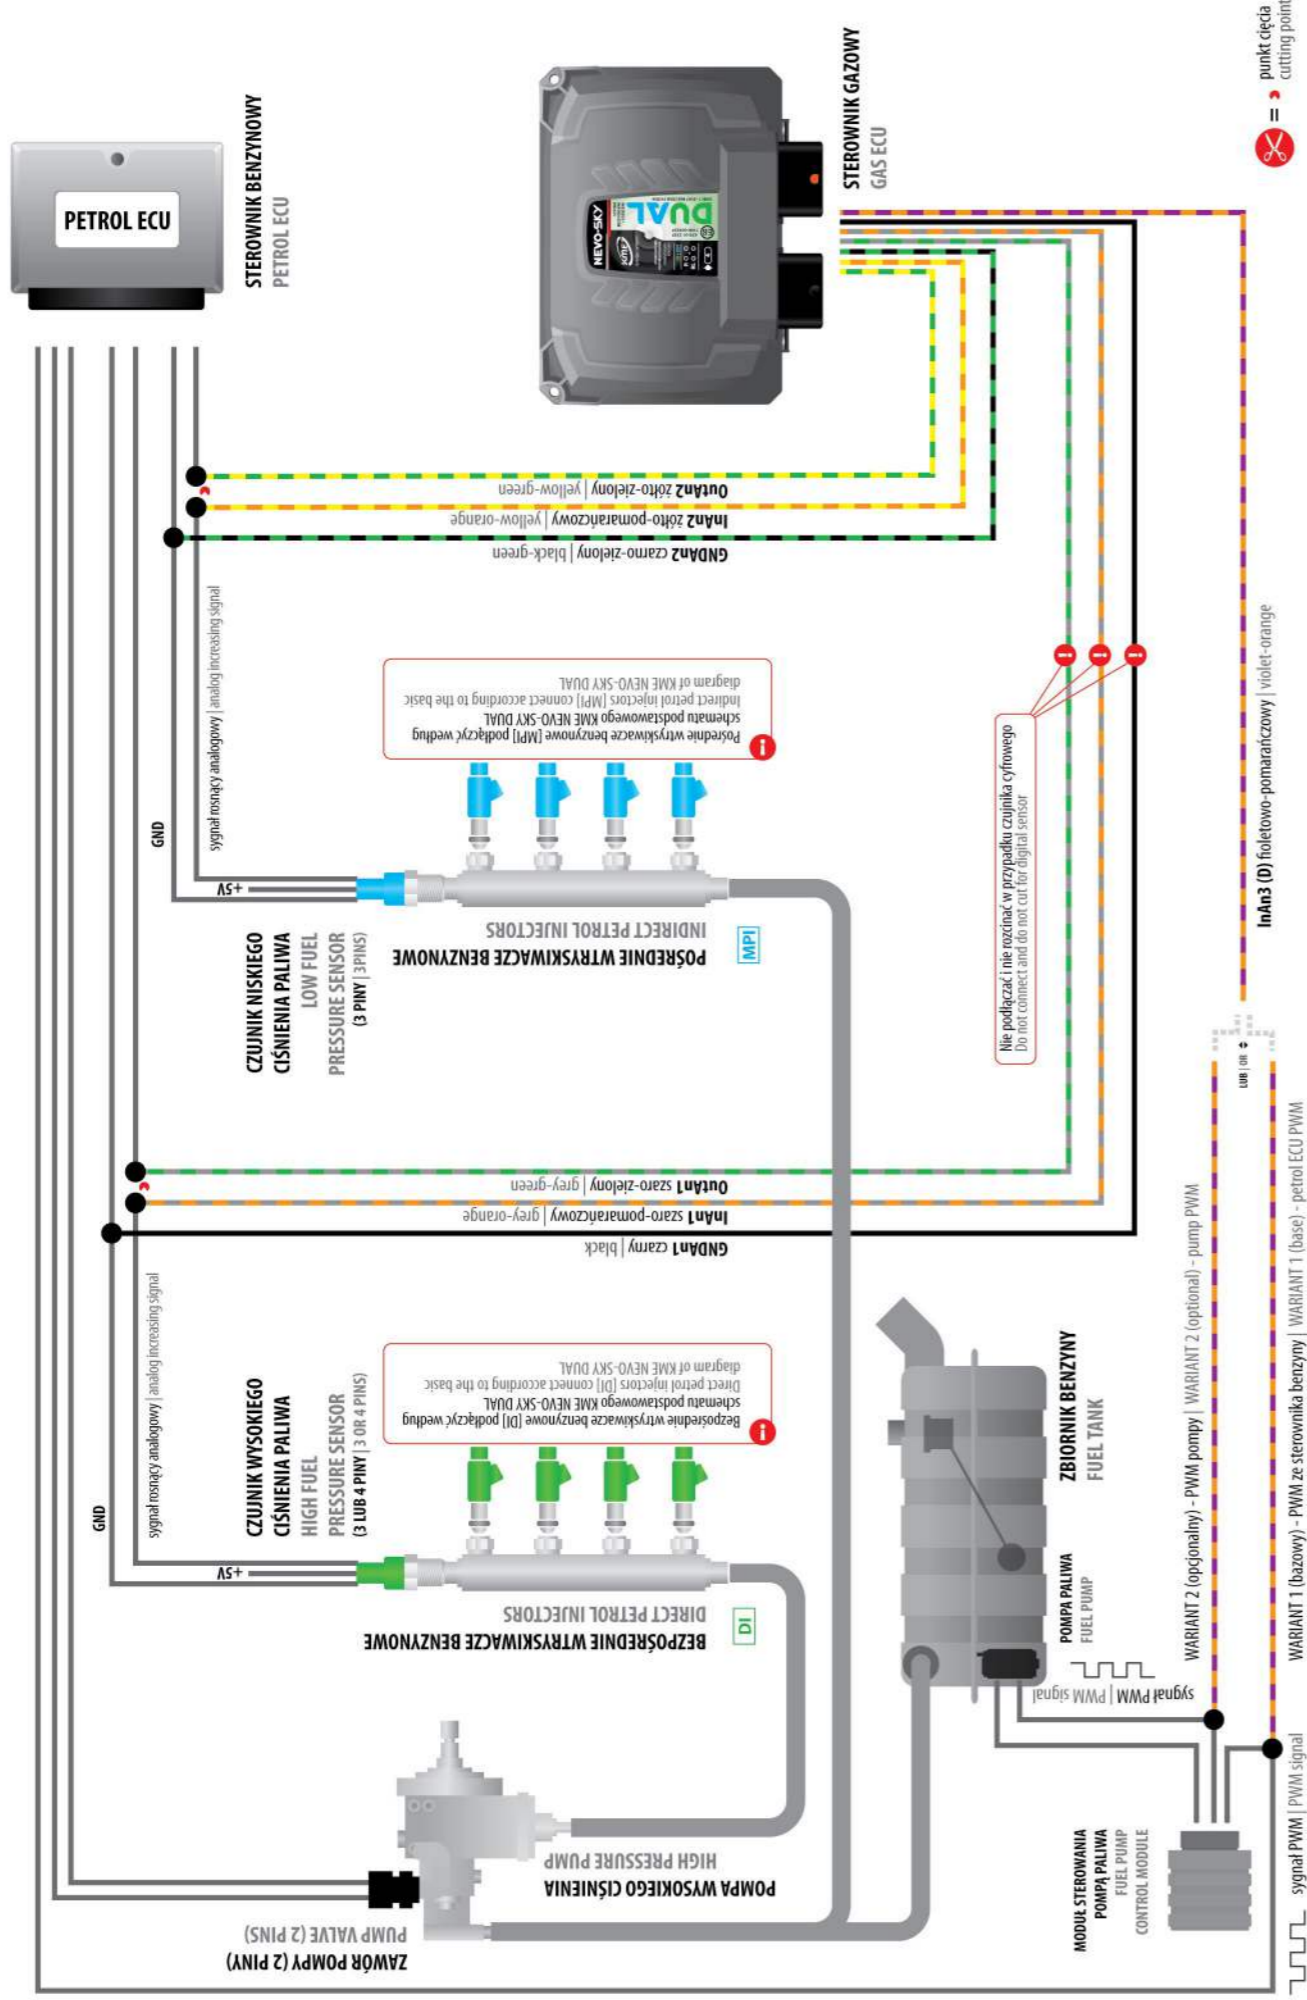 PETROL ECU
STEROWNIK BENZYNOWY
PETROL ECU
NEVO-SKY
DUAL
KME
STEROWNIK GAZOWY
GAS ECU
= punkt cięcia
cutting point
OutAn2 żółto-zielony | yellow-green
InAn2 żółto-pomarańczowy | yellow-orange
GNDAn2 czarno-zielony | black-green
GND
sygnał rosnący analogowy | analog increasing signal
+5V
CZUJNIK NISKIEGO
CIŚNIENIA PALIWA
LOW FUEL
PRESSURE SENSOR
(3 PINY | 3PINS)
Pośrednie wtryskiwacze benzynowe [MPI] podłączyć według
schematu podstawowego KME NEVO-SKY DUAL
Indirect petrol injectors [MPI] connect according to the basic
diagram of KME NEVO-SKY DUAL
POŚREDNIE WTRYSKIWACZE BENZYNOWE
INDIRECT PETROL INJECTORS
MPI
Nie podłączać i nie rozcinać w przypadku czujnika cyfrowego
Do not connect and do not cut for digital sensor
InAn3 (D) fioletowo-pomarańczowy | violet-orange
LUB | OR
OutAn1 szaro-zielony | grey-green
InAn1 szaro-pomarańczowy | grey-orange
GNDAn1 czarny | black
GND
sygnał rosnący analogowy | analog increasing signal
+5V
CZUJNIK WYSOKIEGO
CIŚNIENIA PALIWA
HIGH FUEL
PRESSURE SENSOR
(3 LUB 4 PINY | 3 OR 4 PINS)
Bezpośrednie wtryskiwacze benzynowe [DI] podłączyć według
schematu podstawowego KME NEVO-SKY DUAL
Direct petrol injectors [DI] connect according to the basic
diagram of KME NEVO-SKY DUAL
BEZPOŚREDNIE WTRYSKIWACZE BENZYNOWE
DIRECT PETROL INJECTORS
DI
ZBIORNIK BENZYNY
FUEL TANK
POMPA PALIWA
FUEL PUMP
sygnał PWM | PWM signal
WARIANT 2 (opcjonalny) - PWM pompy | WARIANT 2 (optional) - pump PWM
WARIANT 1 (bazowy) - PWM ze sterownika benzyny | WARIANT 1 (base) - petrol ECU PWM
ZAWÓR POMPY (2 PINY)
PUMP VALVE (2 PINS)
POMPA WYSOKIEGO CIŚNIENIA
HIGH PRESSURE PUMP
MODUŁ STEROWANIA
POMPĄ PALIWA
FUEL PUMP
CONTROL MODULE
sygnał PWM | PWM signal